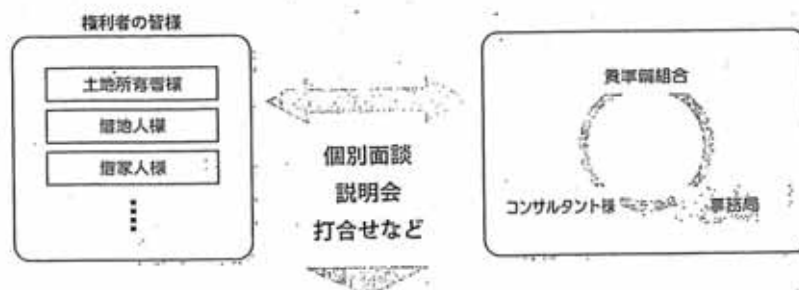 権利者の皆様
土地所有者様
借地人様
借家人様
個別面談
説明会
打合せなど
貴準備組合
コンサルタント様
事務局